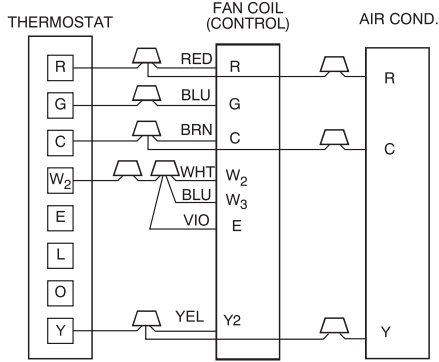 THERMOSTAT
FAN COIL
(CONTROL)
AIR COND.
R
RED
R
R
G
BLU
G
C
BRN
C
C
W2
WHT
W2
BLU
W3
E
VIO
E
L
O
Y
YEL
Y2
Y